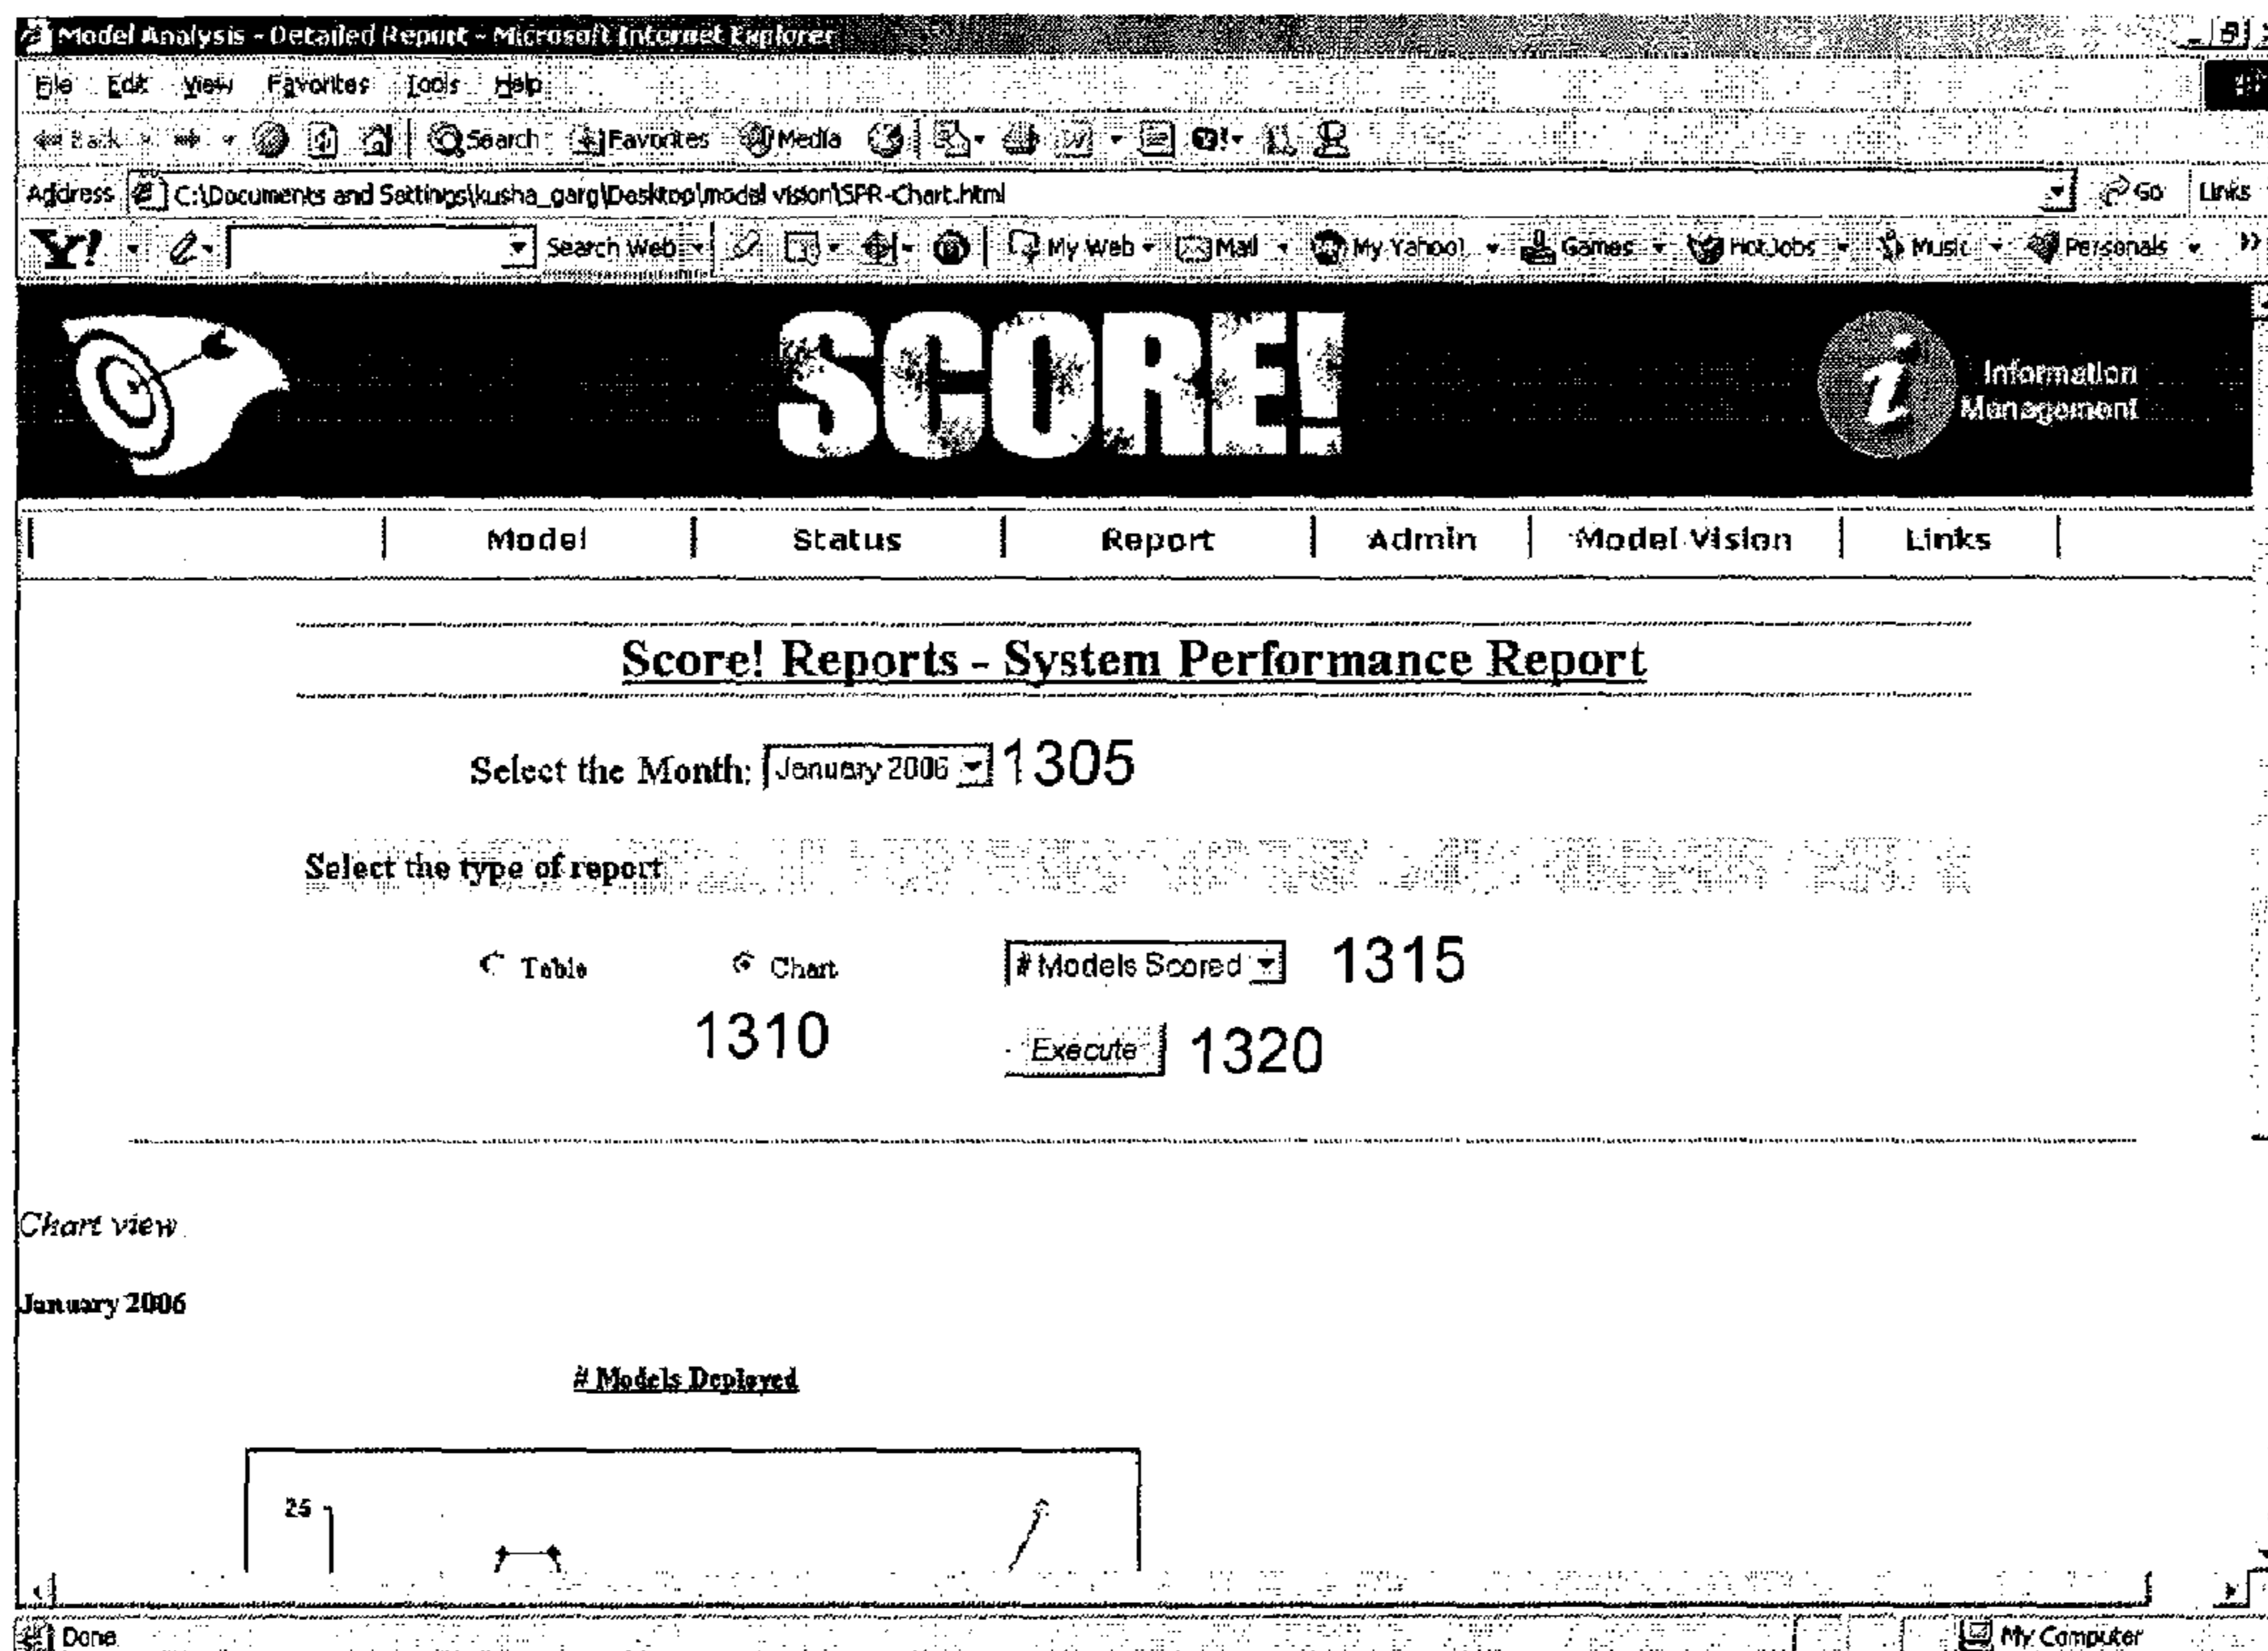 Model Analysis - Detailed Report - Microsoft Internet Explorer
File Edit View Favorites Tools Help
Back Search Favorites Media
Address C:\Documents and Settings\kusha_garg\Desktop\model vision\SPR-Chart.html Go Links
Y! Search Web My Web Mail My Yahoo! Games HotJobs Music Personals »
SCORE!
i Information
Management
Model Status Report Admin Model Vision Links
Score! Reports - System Performance Report
Select the Month: January 2006 1305
Select the type of report
Table Chart # Models Scored 1315
1310 Execute 1320
Chart view
January 2006
# Models Deployed
25
Done My Computer